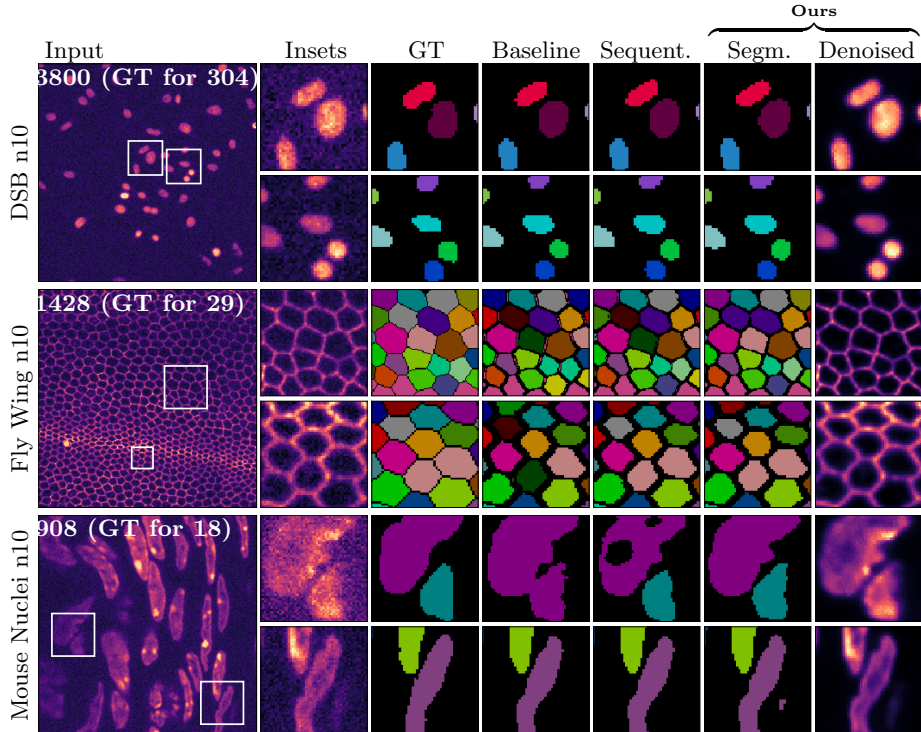 Ours
Input Insets GT Baseline Sequent. Segm. Denoised
3800 (GT for 304)
DSB n10
1428 (GT for 29)
Fly Wing n10
908 (GT for 18)
Mouse Nuclei n10